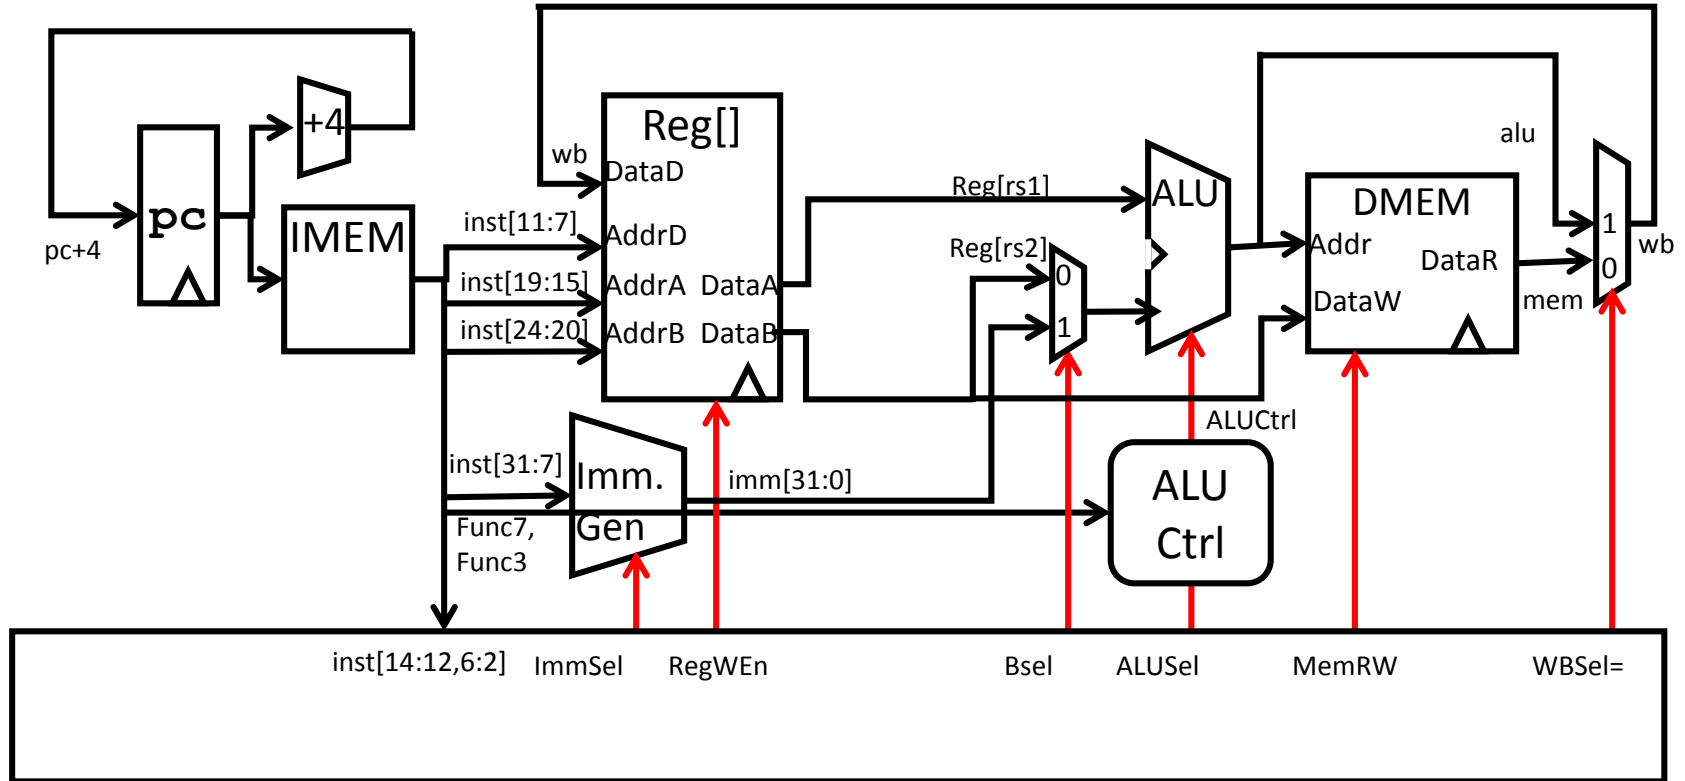 +4
Reg[]
wb
DataD
alu
pc
IMEM
pc+4
inst[11:7]
AddrD
inst[19:15]
AddrA
DataA
inst[24:20]
AddrB
DataB
Reg[rs1]
Reg[rs2]
0
1
ALU
DMEM
Addr
DataR
DataW
mem
1
0
wb
inst[31:7]
Imm.
Gen
imm[31:0]
Func7,
Func3
ALUCtrl
ALU
Ctrl
inst[14:12,6:2]
ImmSel
RegWEn
Bsel
ALUSel
MemRW
WBSel=